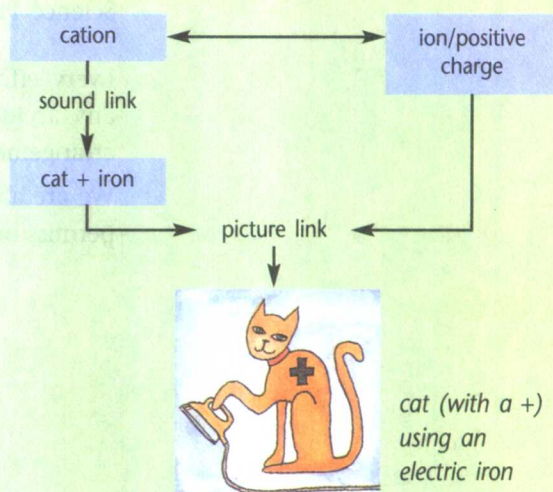 cation
ion/positive
charge
sound link
cat + iron
picture link
cat (with a +)
using an
electric iron